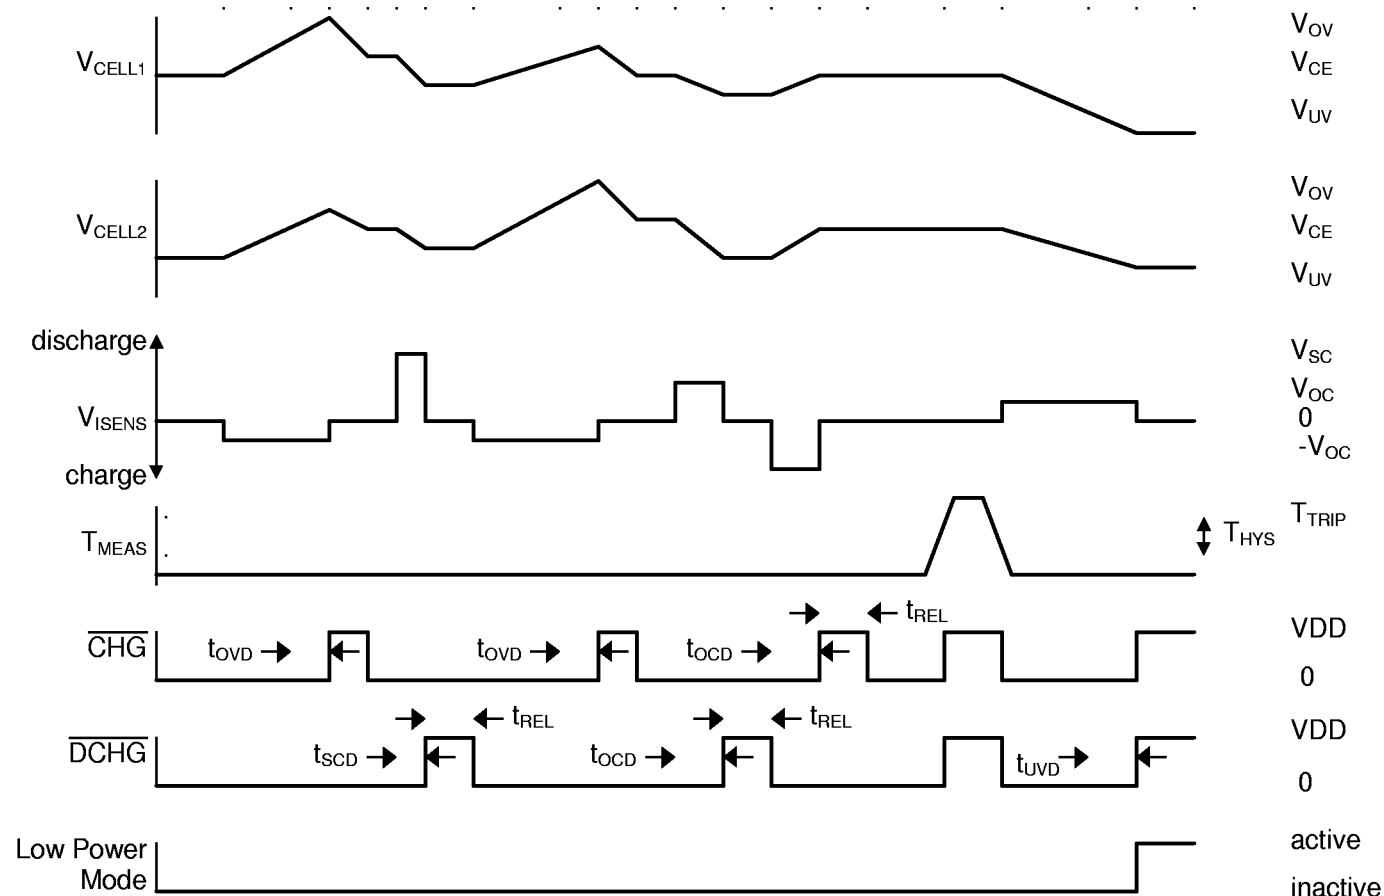 V_OV
V_CELL1
V_CE
V_UV
V_OV
V_CELL2
V_CE
V_UV
discharge
V_SC
V_OC
V_ISENS
0
-V_OC
charge
T_TRIP
T_HYS
T_MEAS
t_REL
CHG
t_OVD
t_OVD
t_OCD
VDD
0
t_REL
t_REL
DCHG
t_SCD
t_OCD
t_UVD
VDD
0
Low Power
Mode
active
inactive